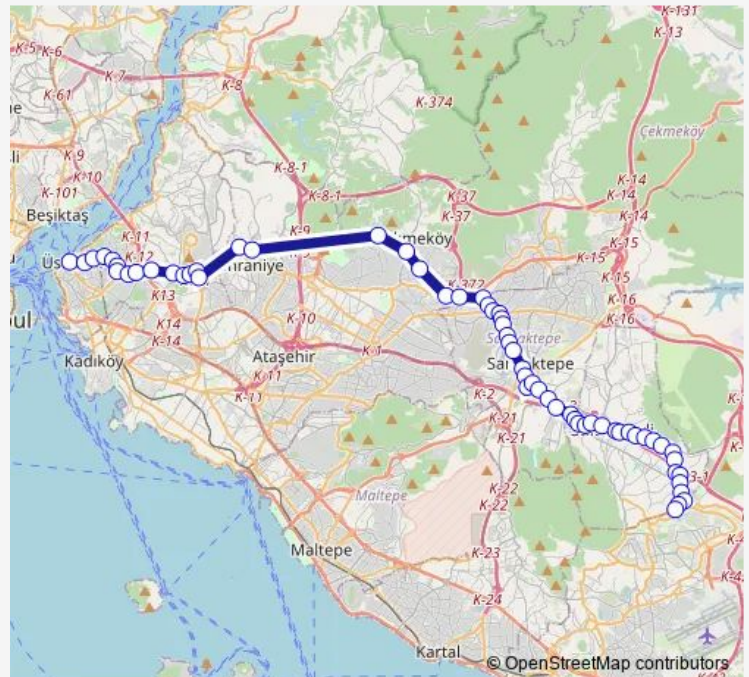 K-131
K-13
K-5
K-6
K-7
K-8
K-374
K-61
Çekmeköy
K-8-1
K-9
K-10
K-101
K-8-1
K-37
K-14
K-14
K-37
Beşiktaş
K-11
K-9
K-15
K-12
K-15
K-372
K-16
K13
K-16
K14
K-14
K-10
Kadıköy
Ataşehir
K-1
K-11
K-11
K-2
K-21
K-21
Maltepe
K-22
K-22
3-1
K-23
Maltepe
K-24
Kartal
© OpenStreetMap contributors